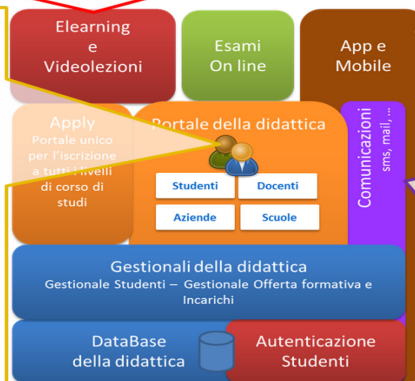 Elearning
e
Videolezioni
Esami
On line
App e
Mobile
Apply
Portale unico
per l'iscrizione
a tutti i livelli
di corso di
studi
Portale della didattica
Studenti
Docenti
Aziende
Scuole
Comunicazioni
sms, mail, ...
Gestionali della didattica
Gestionale Studenti – Gestionale Offerta formativa e
Incarichi
DataBase
della didattica
Autenticazione
Studenti